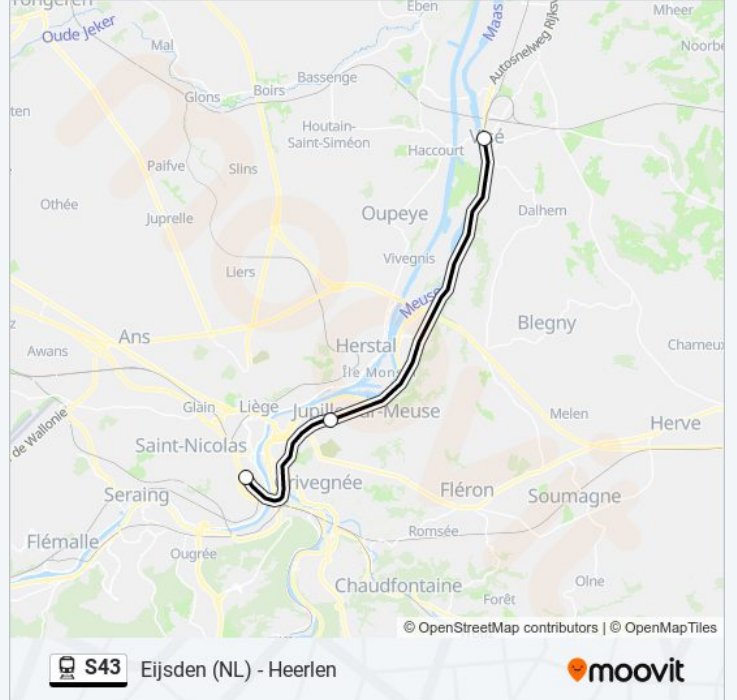 Tongeren
Eben
Maas
Mheer
Oude Jeker
Mal
Autosnelweg Rijksw
Noorbe
Bassenge
Glons
Boirs
ten
Houtain-
Saint-Siméon
Visé
Haccourt
Paifve
Slins
Othée
Juprelle
Oupeye
Dalhem
Vivegnis
Liers
Meuse
z
Ans
Blegny
Awans
Herstal
Charneux
Île Mons
Glain
Liège
Jupille-sur-Meuse
Melen
Herve
de Wallonie
Saint-Nicolas
Grivegnée
Seraing
Fléron
Soumagne
Flémalle
Romsée
Ougrée
Chaudfontaine
Olne
Forêt
© OpenStreetMap contributors | © OpenMapTiles
S43 Eijsden (NL) - Heerlen
moovit